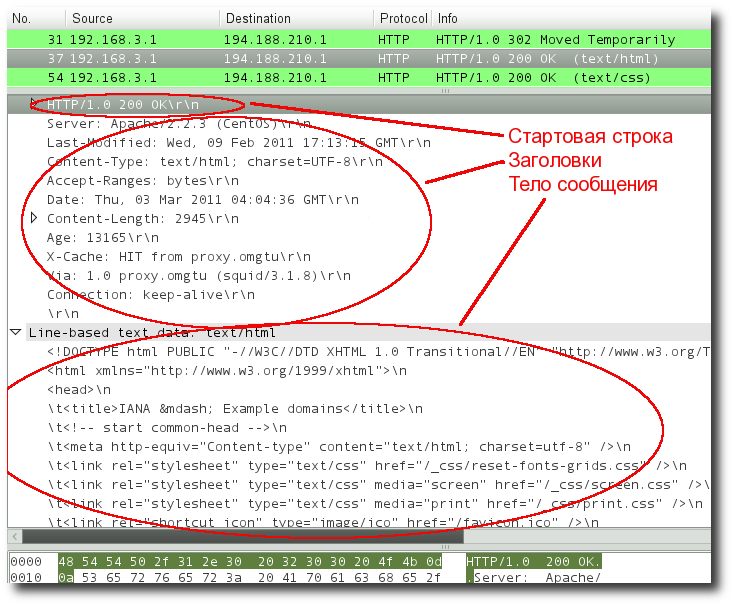 No. Source Destination Protocol Info
31 192.168.3.1 194.188.210.1 HTTP HTTP/1.0 302 Moved Temporarily
37 192.168.3.1 194.188.210.1 HTTP HTTP/1.0 200 OK (text/html)
54 192.168.3.1 194.188.210.1 HTTP HTTP/1.0 200 OK (text/css)
HTTP/1.0 200 OK\r\n
Server: Apache/2.2.3 (CentOS)\r\n
Last-Modified: Wed, 09 Feb 2011 17:13:15 GMT\r\n
Content-Type: text/html; charset=UTF-8\r\n
Accept-Ranges: bytes\r\n
Date: Thu, 03 Mar 2011 04:04:36 GMT\r\n
Content-Length: 2945\r\n
Age: 13165\r\n
X-Cache: HIT from proxy.omgtu\r\n
Via: 1.0 proxy.omgtu (squid/3.1.8)\r\n
Connection: keep-alive\r\n
\r\n
Стартовая строка
Заголовки
Тело сообщения
Line-based text data: text/html
<!DOCTYPE html PUBLIC "-//W3C//DTD XHTML 1.0 Transitional//EN" "http://www.w3.org/T
<html xmlns="http://www.w3.org/1999/xhtml">\n
<head>\n
\t<title>IANA &mdash; Example domains</title>\n
\t<!-- start common-head -->\n
\t<meta http-equiv="Content-type" content="text/html; charset=utf-8" />\n
\t<link rel="stylesheet" type="text/css" href="/_css/reset-fonts-grids.css" />\n
\t<link rel="stylesheet" type="text/css" media="screen" href="/_css/screen.css" />\n
\t<link rel="stylesheet" type="text/css" media="print" href="/_css/print.css" />\n
\t<link rel="shortcut icon" type="image/ico" href="/favicon.ico" />\n
0000 48 54 54 50 2f 31 2e 30 20 32 30 30 20 4f 4b 0d HTTP/1.0 200 OK.
0010 0a 53 65 72 76 65 72 3a 20 41 70 61 63 68 65 2f .Server: Apache/